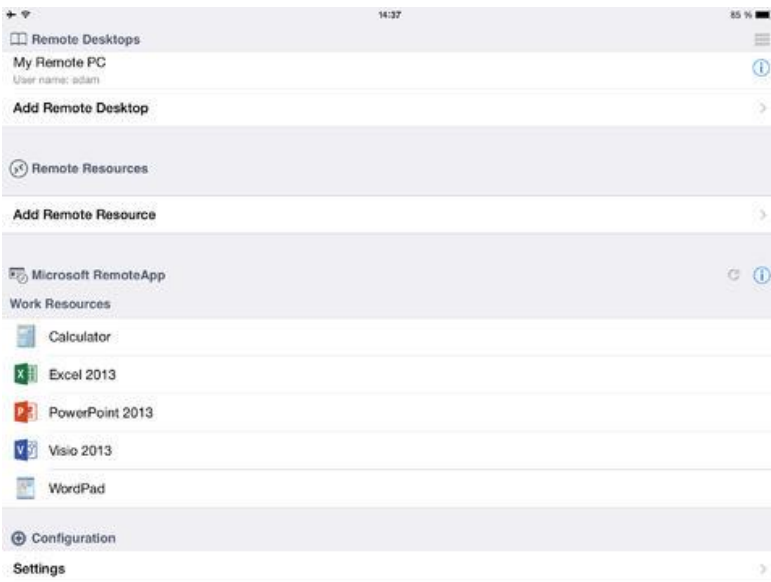 14:37
85 %
Remote Desktops
My Remote PC
User name: adam
Add Remote Desktop
Remote Resources
Add Remote Resource
Microsoft RemoteApp
Work Resources
Calculator
Excel 2013
PowerPoint 2013
Visio 2013
WordPad
Configuration
Settings